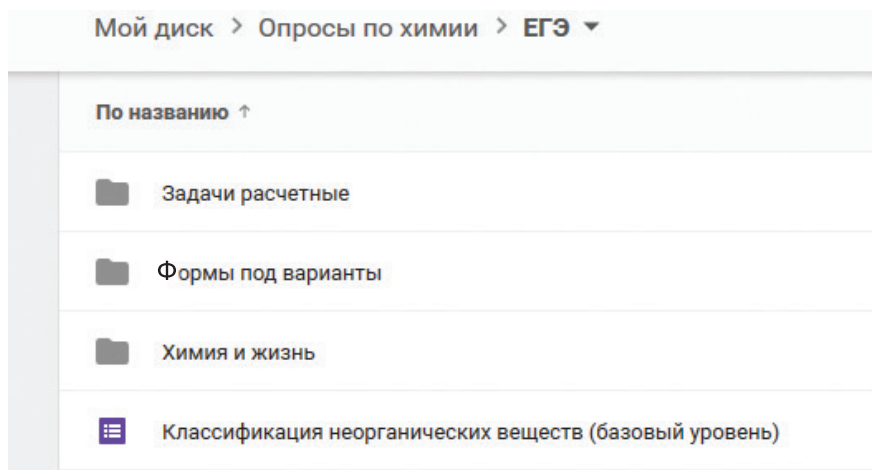 Мой диск > Опросы по химии > ЕГЭ
По названию ↑
Задачи расчетные
Формы под варианты
Химия и жизнь
Классификация неорганических веществ (базовый уровень)